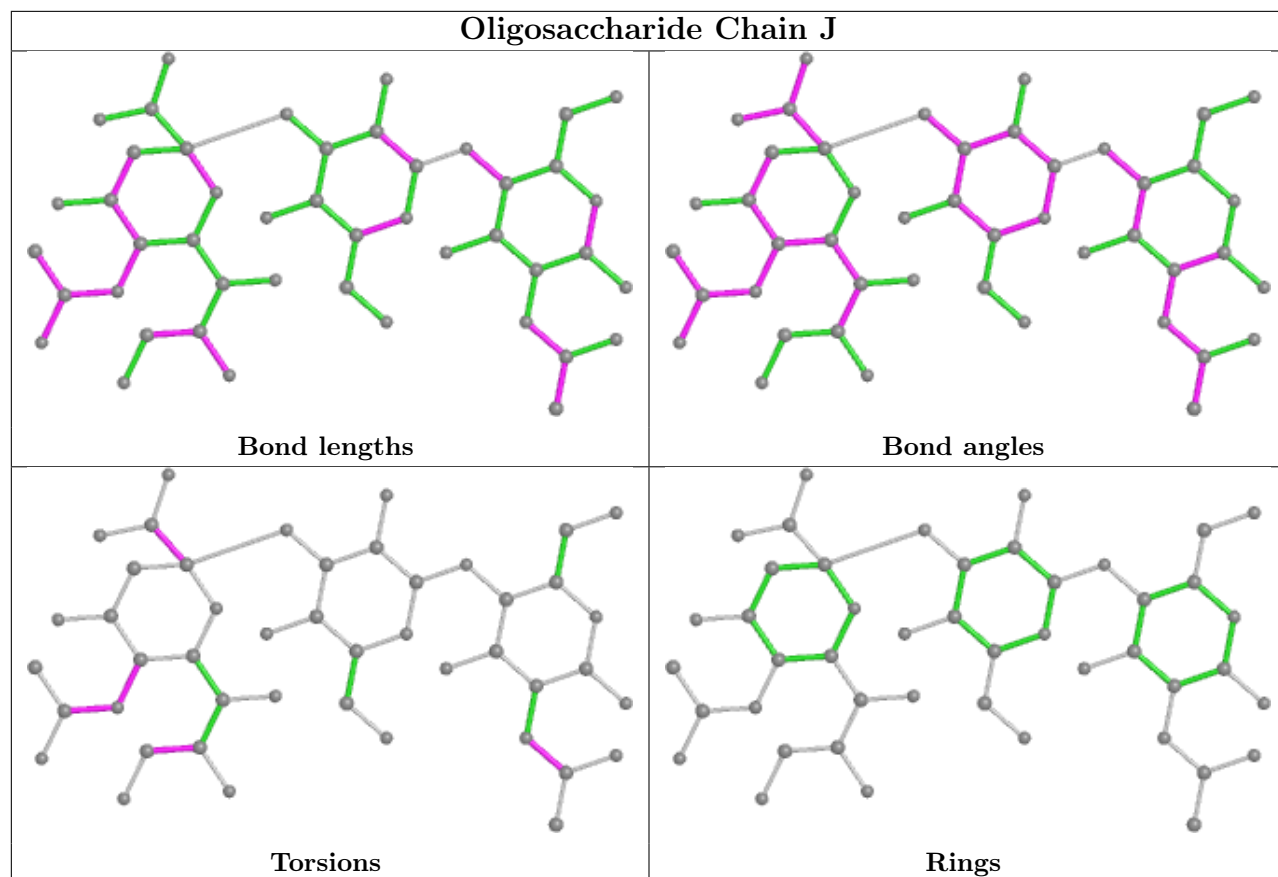 Oligosaccharide Chain J
Bond lengths
Bond angles
Torsions
Rings